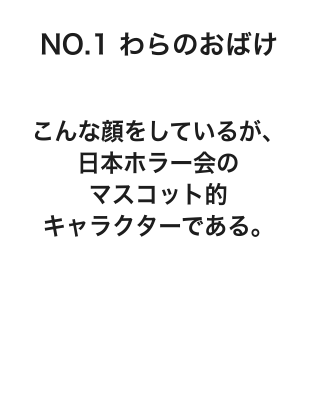 NO.1 わらのおばけ
こんな顔をしているが、
日本ホラー会の
マスコット的
キャラクターである。